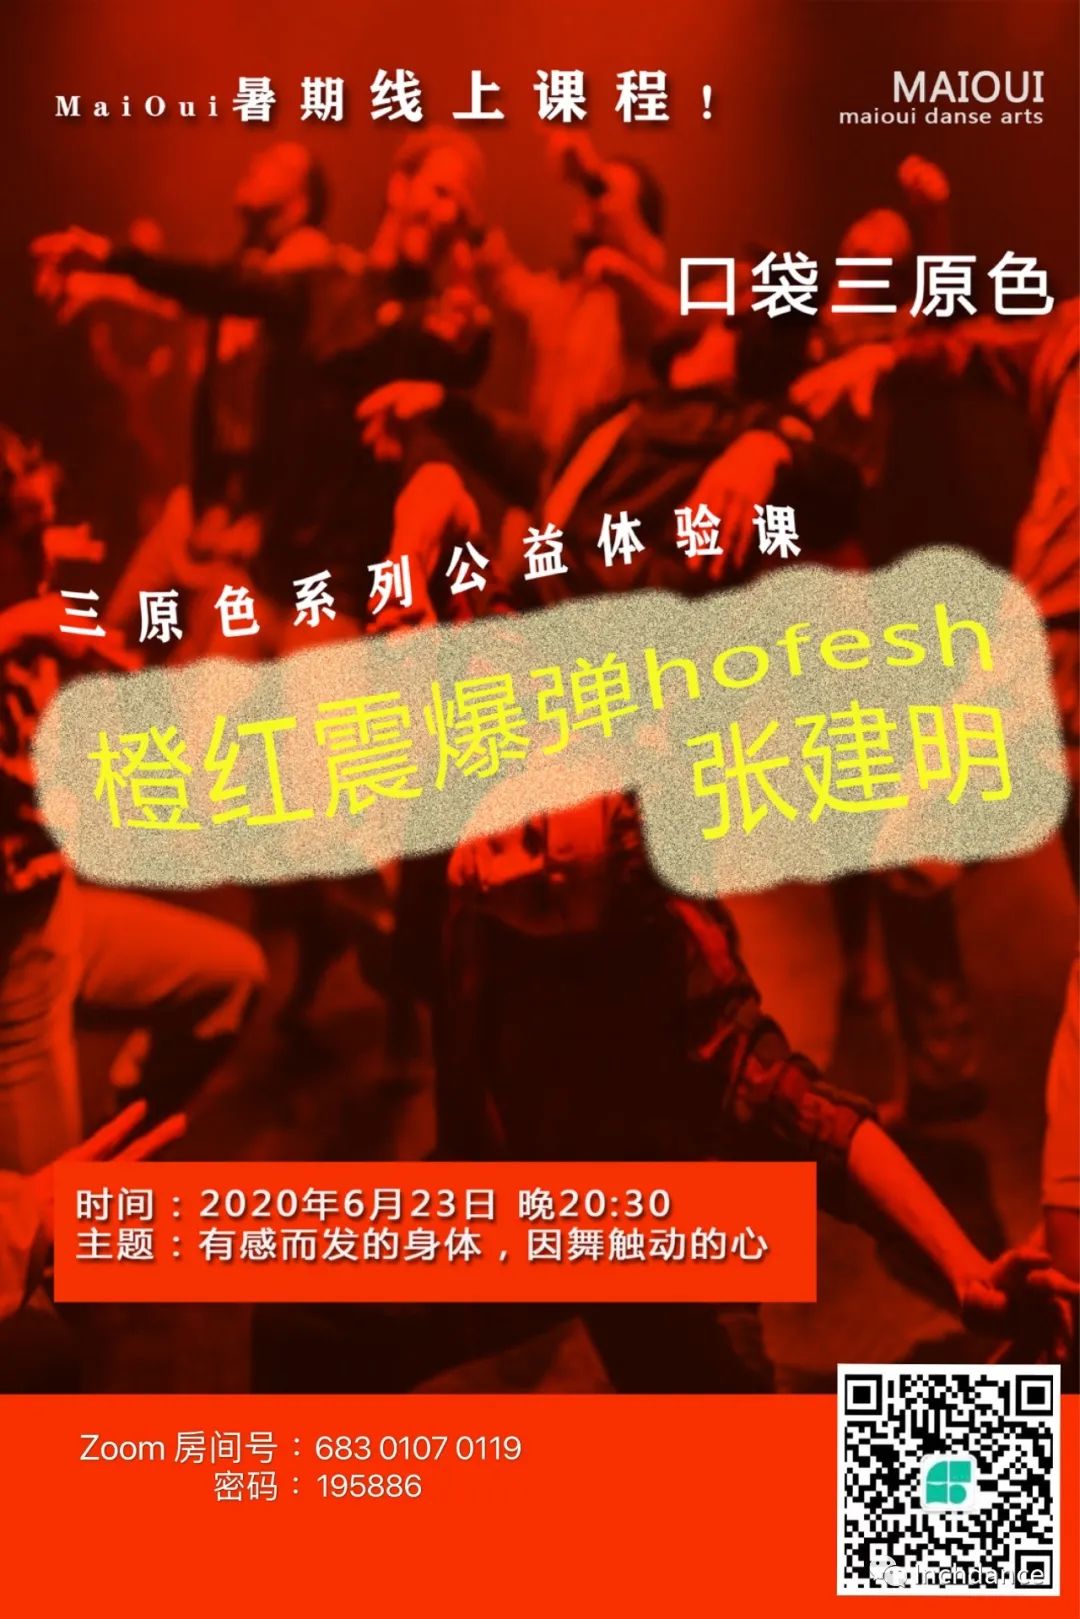 MaiOui暑期线上课程!
MAIOUI
maioui danse arts
口袋三原色
三原色系列公益体验课
橙红震爆弹hofesh
张建明
时间：2020年6月23日 晚20:30
主题：有感而发的身体，因舞触动的心
Zoom 房间号：683 0107 0119
密码：195886
Inchdance